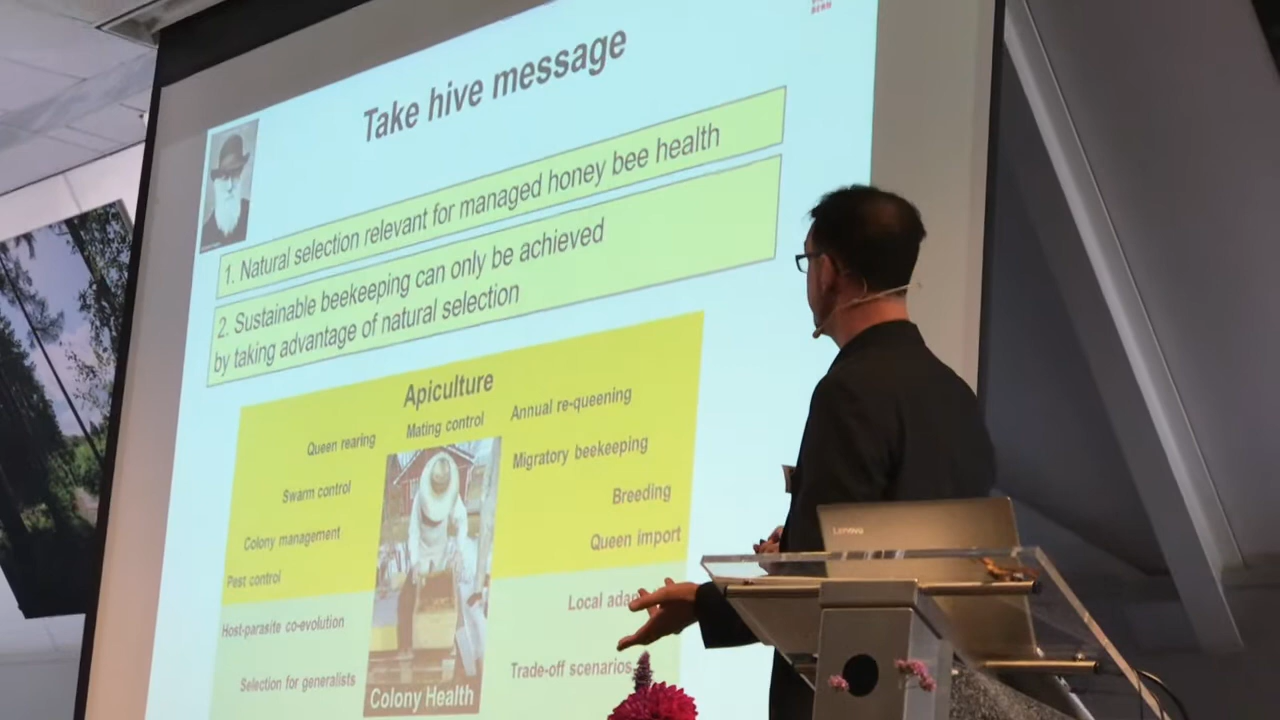 Take hive message
1. Natural selection relevant for managed honey bee health
2. Sustainable beekeeping can only be achieved
by taking advantage of natural selection
Apiculture
Queen rearing
Mating control
Annual re-queening
Swarm control
Migratory beekeeping
Colony management
Breeding
Pest control
Queen import
Host-parasite co-evolution
Local
Selection for generalists
Trade-off scenarios
Colony Health
Lenovo